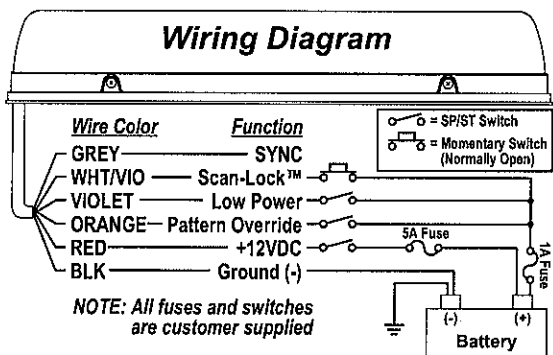 Wiring Diagram
Wire Color Function
= SP/ST Switch
= Momentary Switch
(Normally Open)
GREY SYNC
WHT/VIO Scan-Lock™
VIOLET Low Power
ORANGE Pattern Override
RED +12VDC
5A Fuse
1A Fuse
BLK Ground (-)
NOTE: All fuses and switches
are customer supplied
(-) (+)
Battery